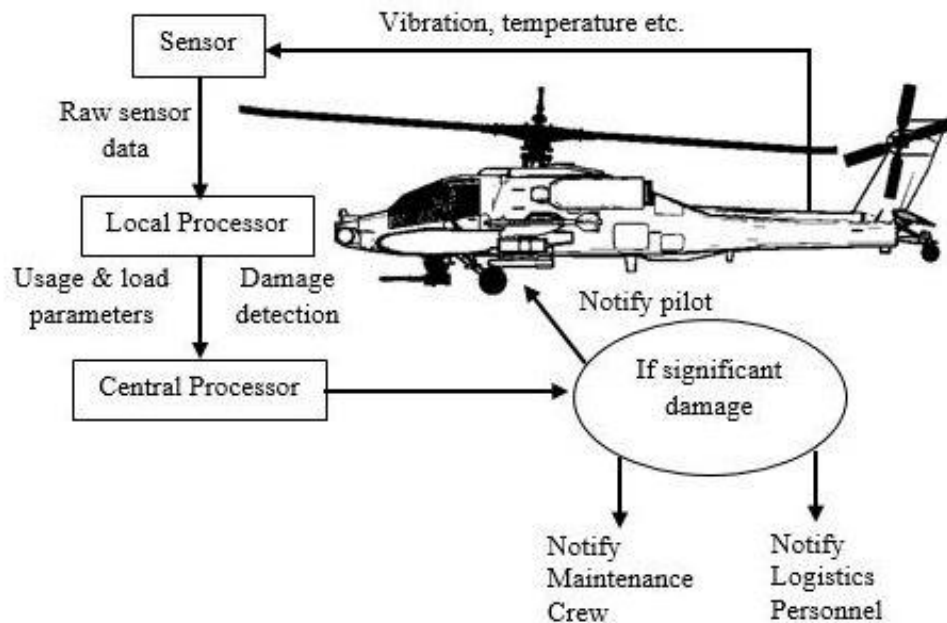 Vibration, temperature etc.
Sensor
Raw sensor
data
Local Processor
Usage & load
parameters
Damage
detection
Notify pilot
Central Processor
If significant
damage
Notify
Maintenance
Crew
Notify
Logistics
Personnel